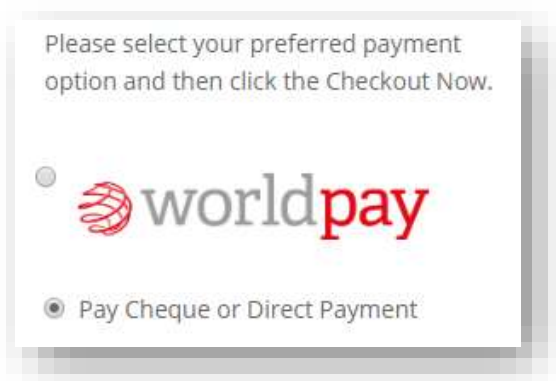 Please select your preferred payment
option and then click the Checkout Now.
worldpay
Pay Cheque or Direct Payment